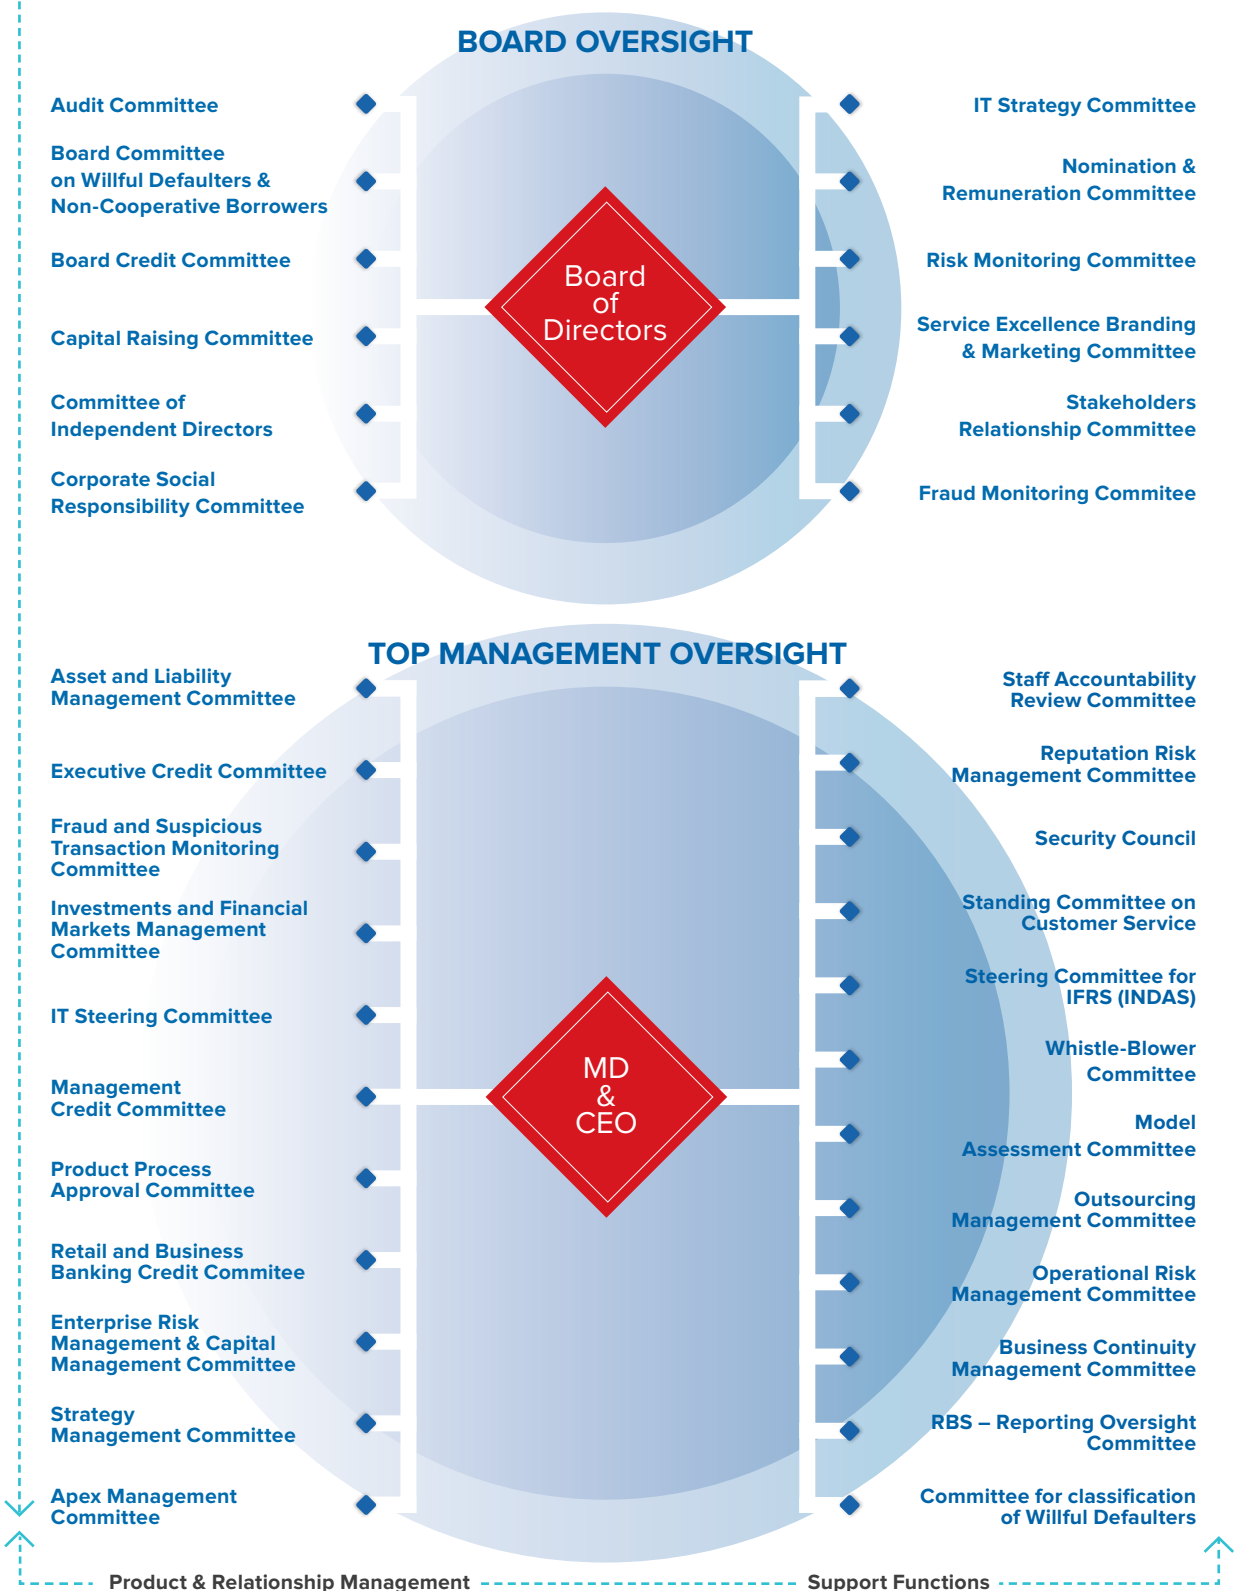 BOARD OVERSIGHT
Audit Committee
Board Committee
on Willful Defaulters &
Non-Cooperative Borrowers
Board Credit Committee
Capital Raising Committee
Committee of
Independent Directors
Corporate Social
Responsibility Committee
Board
of
Directors
IT Strategy Committee
Nomination &
Remuneration Committee
Risk Monitoring Committee
Service Excellence Branding
& Marketing Committee
Stakeholders
Relationship Committee
Fraud Monitoring Commitee
TOP MANAGEMENT OVERSIGHT
Asset and Liability
Management Committee
Executive Credit Committee
Fraud and Suspicious
Transaction Monitoring
Committee
Investments and Financial
Markets Management
Committee
IT Steering Committee
Management
Credit Committee
Product Process
Approval Committee
Retail and Business
Banking Credit Commitee
Enterprise Risk
Management & Capital
Management Committee
Strategy
Management Committee
Apex Management
Committee
MD
&
CEO
Staff Accountability
Review Committee
Reputation Risk
Management Committee
Security Council
Standing Committee on
Customer Service
Steering Committee for
IFRS (INDAS)
Whistle-Blower
Committee
Model
Assessment Committee
Outsourcing
Management Committee
Operational Risk
Management Committee
Business Continuity
Management Committee
RBS – Reporting Oversight
Committee
Committee for classification
of Willful Defaulters
Product & Relationship Management
Support Functions